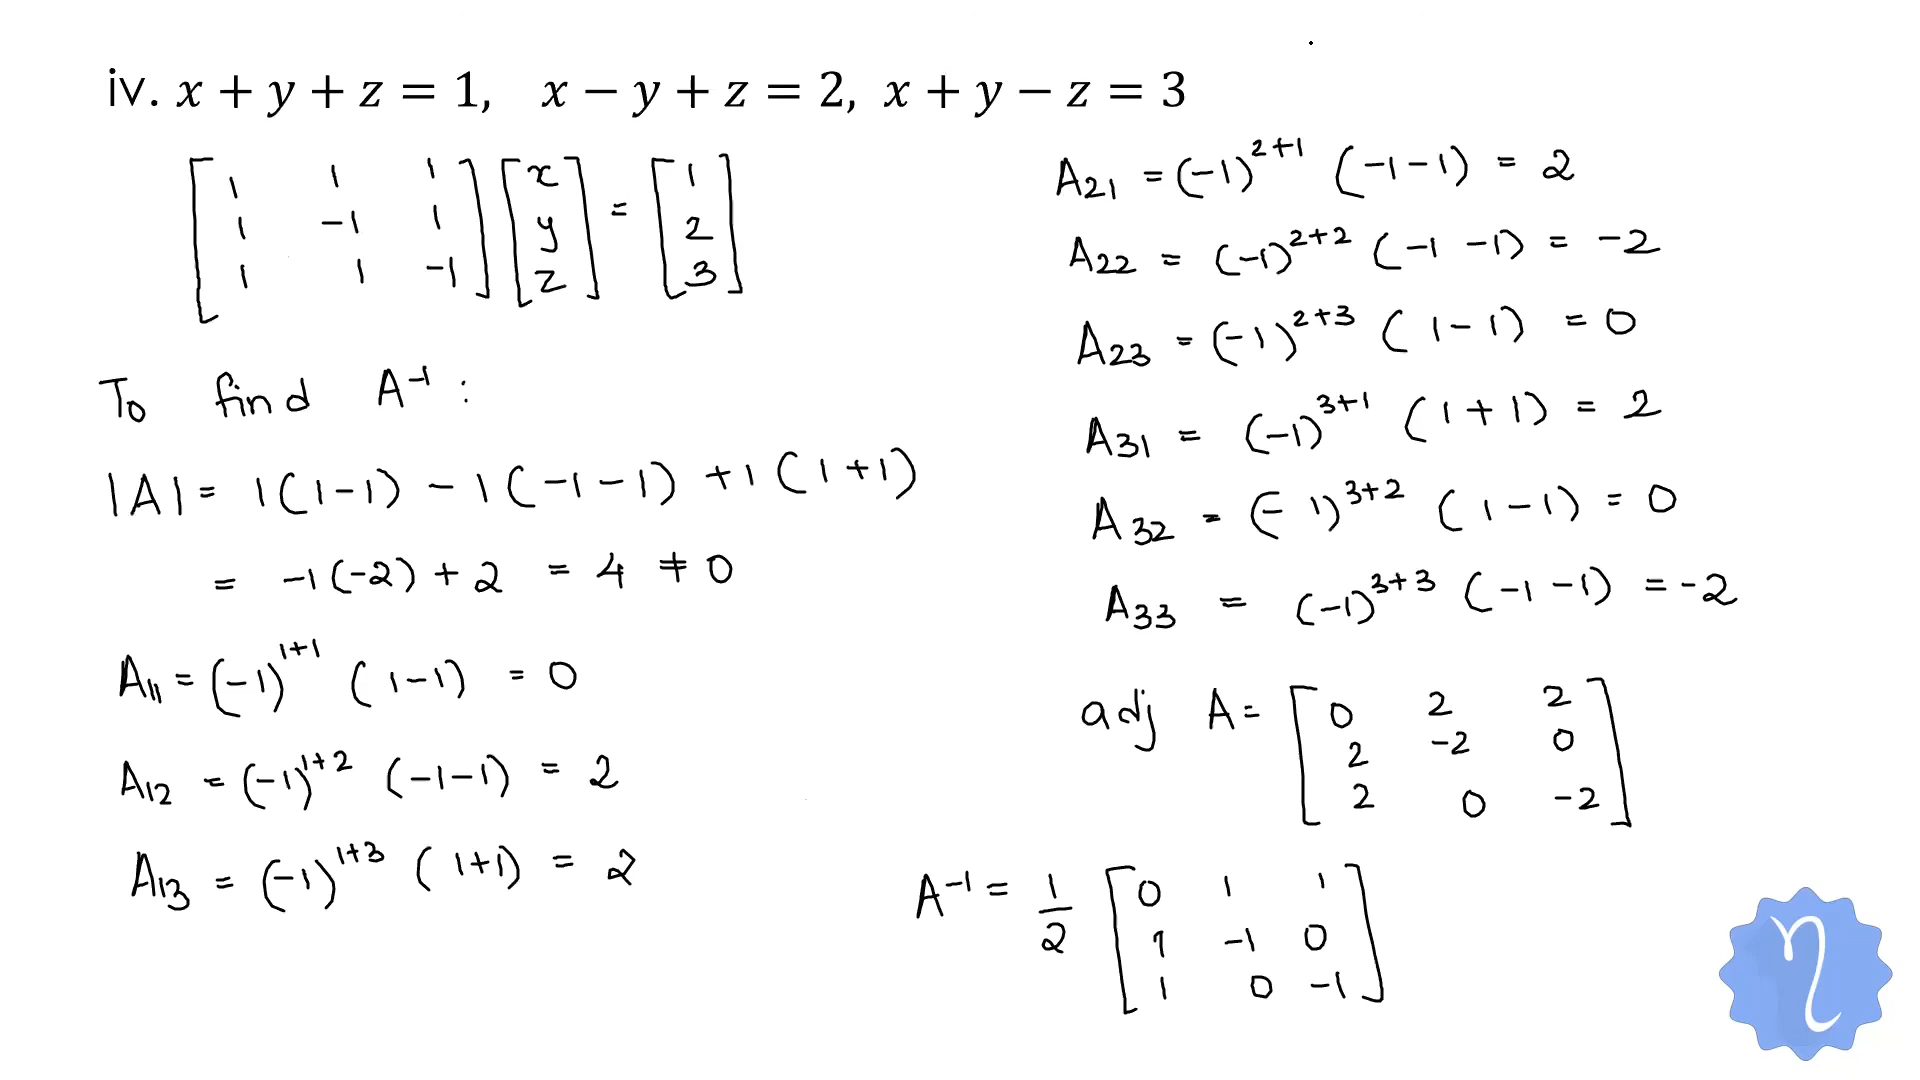 iv. x + y + z = 1, x − y + z = 2, x + y − z = 3
[1 1 1; 1 -1 1; 1 1 -1] [x; y; z] = [1; 2; 3]
To find A⁻¹ :
|A| = 1(1-1) - 1(-1-1) + 1(1+1)
= -1(-2) + 2 = 4 ≠ 0
A₁₁ = (-1)¹⁺¹ (1-1) = 0
A₁₂ = (-1)¹⁺² (-1-1) = 2
A₁₃ = (-1)¹⁺³ (1+1) = 2
A₂₁ = (-1)²⁺¹ (-1-1) = 2
A₂₂ = (-1)²⁺² (-1-1) = -2
A₂₃ = (-1)²⁺³ (1-1) = 0
A₃₁ = (-1)³⁺¹ (1+1) = 2
A₃₂ = (-1)³⁺² (1-1) = 0
A₃₃ = (-1)³⁺³ (-1-1) = -2
adj A = [0 2 2; 2 -2 0; 2 0 -2]
A⁻¹ = 1/2 [0 1 1; 1 -1 0; 1 0 -1]
η